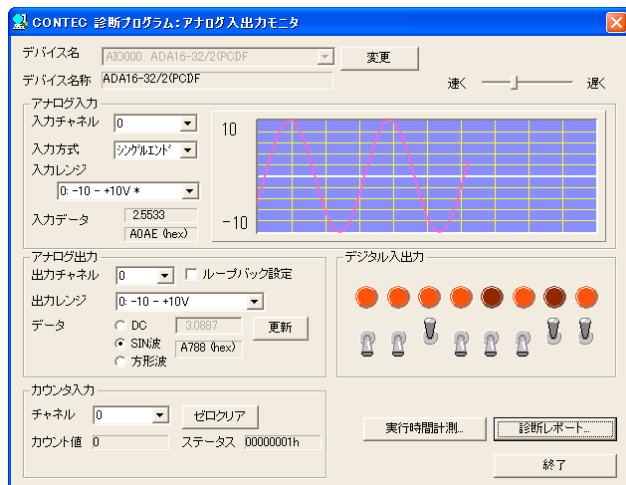 CONTEC 診断プログラム:アナログ入出力モニタ
デバイス名 AIO000 ADA16-32/2(PCI)F 変更
デバイス名称 ADA16-32/2(PCI)F 速く 遅く
アナログ入力
入力チャネル 0
入力方式 シングルエンド
入力レンジ
0: -10 - +10V *
入力データ 2.5533
A0AE (hex)
10
-10
アナログ出力
出力チャネル 0 ループバック設定
出力レンジ 0: -10 - +10V
データ DC 3.0887 更新
SIN波 A788 (hex)
方形波
デジタル入出力
カウンタ入力
チャネル 0 ゼロクリア
カウント値 0 ステータス 00000001h
実行時間計測... 診断レポート...
終了